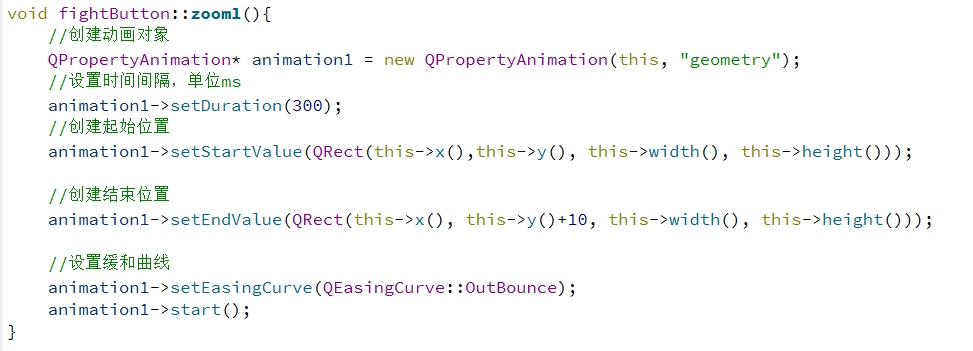 void fightButton::zoom1(){
    //创建动画对象
    QPropertyAnimation* animation1 = new QPropertyAnimation(this, "geometry");
    //设置时间间隔，单位ms
    animation1->setDuration(300);
    //创建起始位置
    animation1->setStartValue(QRect(this->x(),this->y(), this->width(), this->height()));
    //创建结束位置
    animation1->setEndValue(QRect(this->x(), this->y()+10, this->width(), this->height()));
    //设置缓和曲线
    animation1->setEasingCurve(QEasingCurve::OutBounce);
    animation1->start();
}